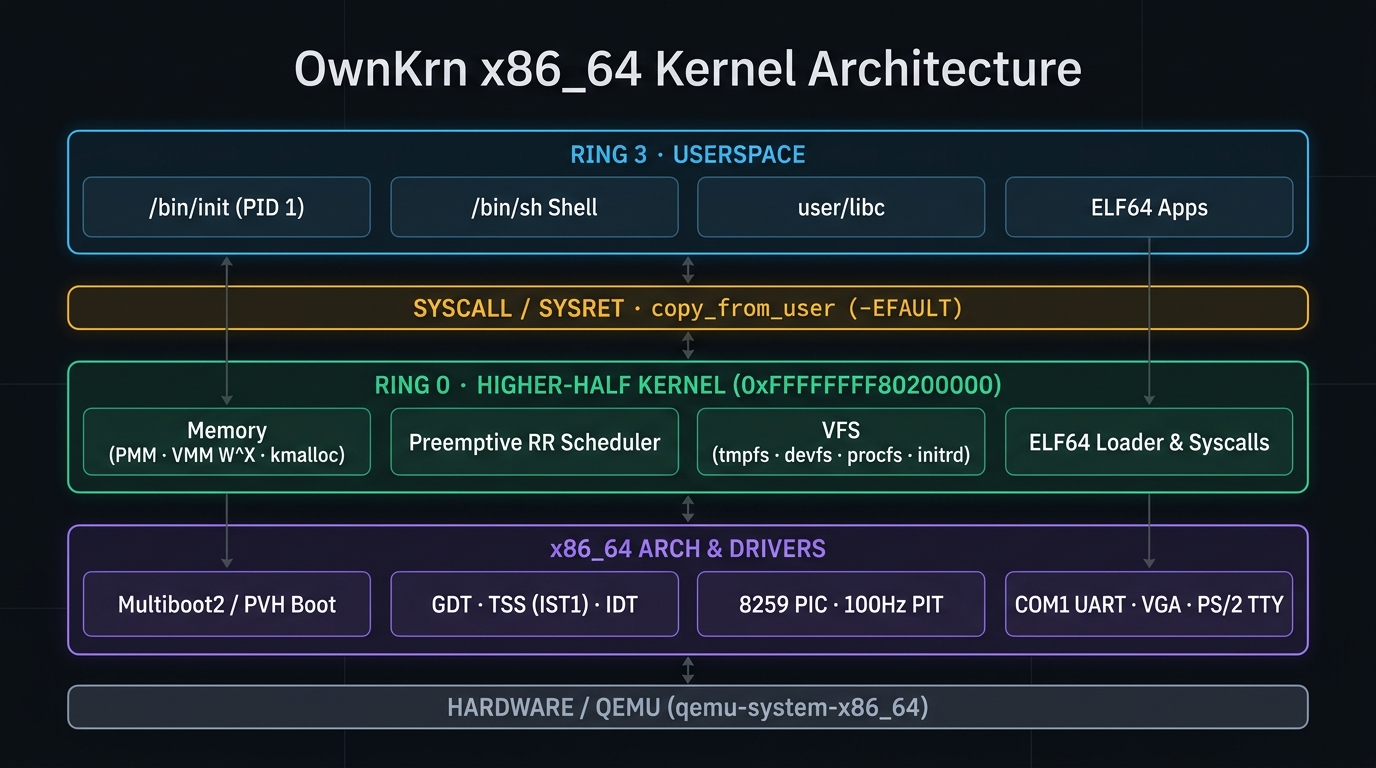 OwnKrn x86_64 Kernel Architecture
RING 3 · USERSPACE
/bin/init (PID 1)
/bin/sh Shell
user/libc
ELF64 Apps
SYSCALL / SYSRET · copy_from_user (-EFAULT)
RING 0 · HIGHER-HALF KERNEL (0xFFFFFFFF80200000)
Memory
(PMM · VMM W^X · kmalloc)
Preemptive RR Scheduler
VFS
(tmpfs · devfs · procfs · initrd)
ELF64 Loader & Syscalls
x86_64 ARCH & DRIVERS
Multiboot2 / PVH Boot
GDT · TSS (IST1) · IDT
8259 PIC · 100Hz PIT
COM1 UART · VGA · PS/2 TTY
HARDWARE / QEMU (qemu-system-x86_64)